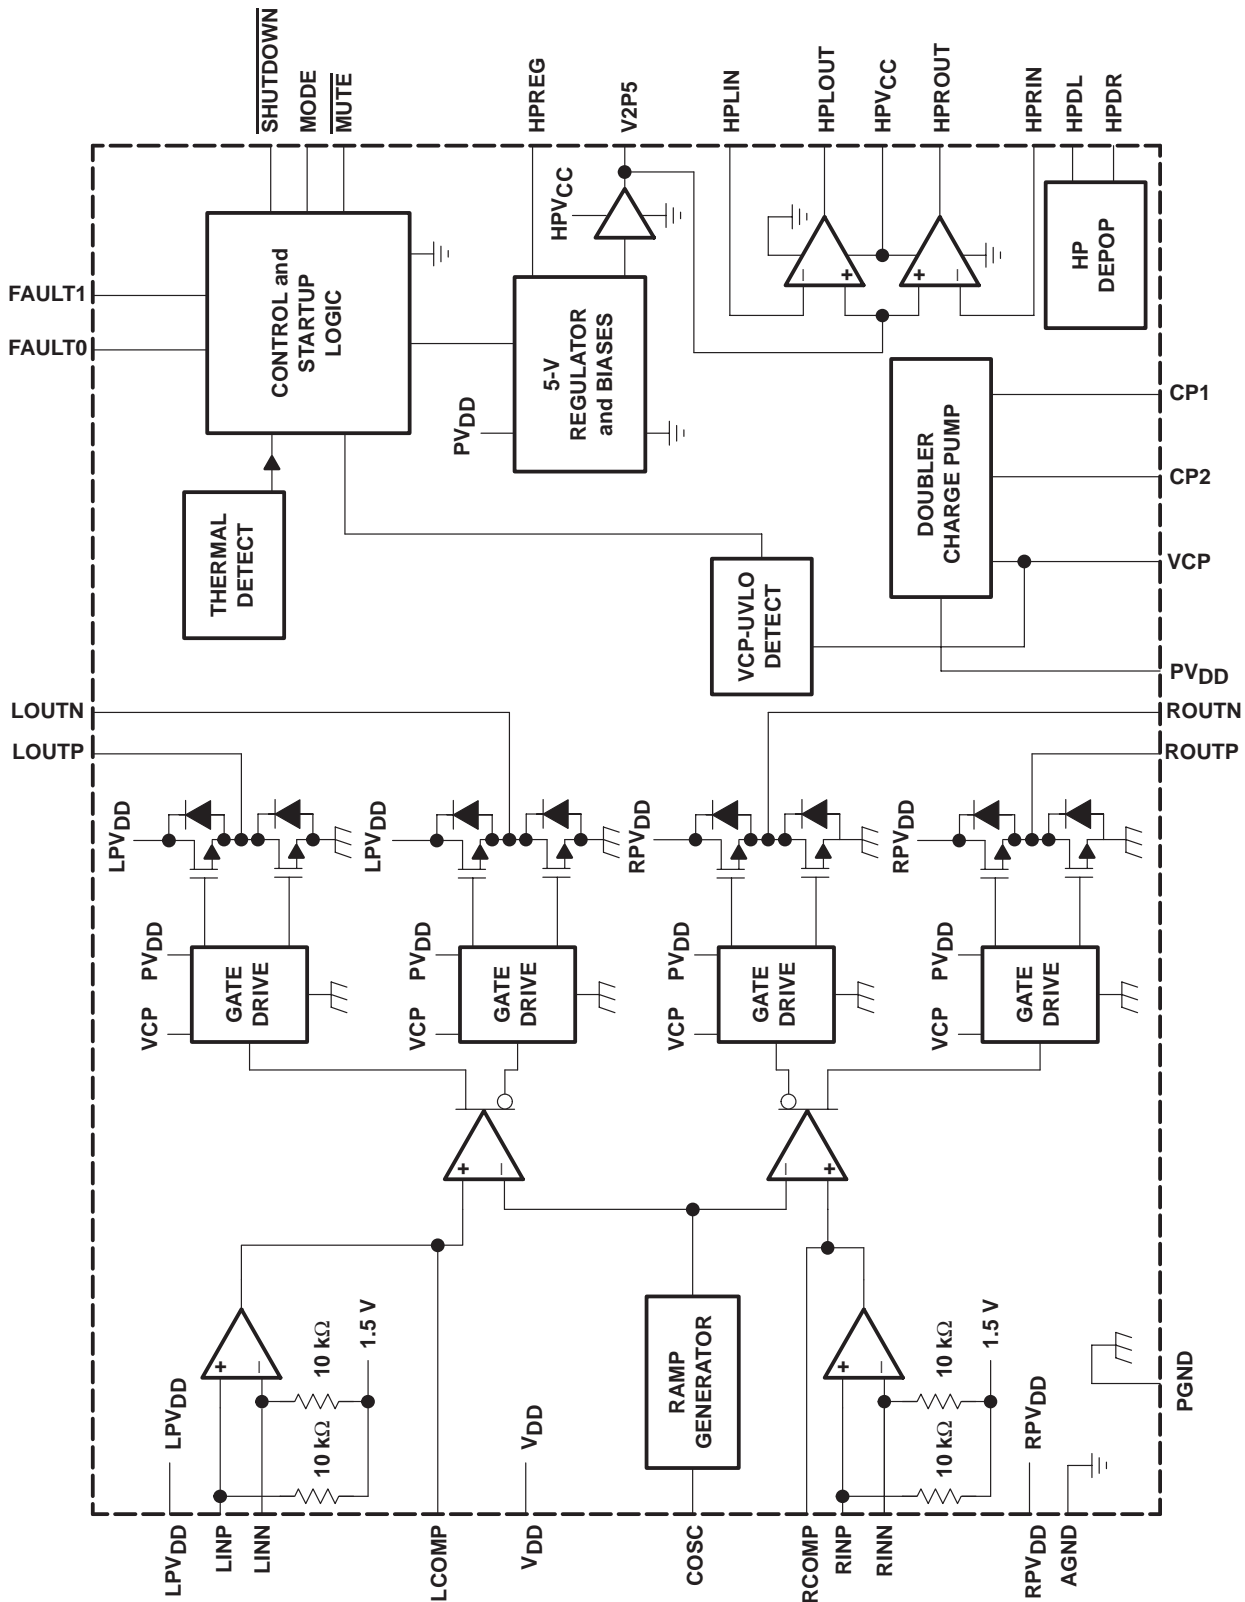 SHUTDOWN
MODE
MUTE
HPREG
V2P5
HPLIN
HPLOUT
HPVCC
HPROUT
HPRIN
HPDL
HPDR
FAULT1
FAULT0
CONTROL and
STARTUP
LOGIC
HPVCC
5-V
REGULATOR
and BIASES
PVDD
+
−
+
−
HP
DEPOP
THERMAL
DETECT
VCP-UVLO
DETECT
DOUBLER
CHARGE PUMP
CP1
CP2
VCP
PVDD
LOUTN
LOUTP
ROUTN
ROUTP
LPVDD
LPVDD
RPVDD
RPVDD
PVDD
PVDD
PVDD
PVDD
VCP
VCP
VCP
VCP
GATE
DRIVE
GATE
DRIVE
GATE
DRIVE
GATE
DRIVE
+
−
−
+
+
−
10 kΩ
10 kΩ
1.5 V
RAMP
GENERATOR
+
−
10 kΩ
10 kΩ
1.5 V
LPVDD
VDD
RPVDD
PGND
LPVDD
LINP
LINN
LCOMP
VDD
COSC
RCOMP
RINP
RINN
RPVDD
AGND